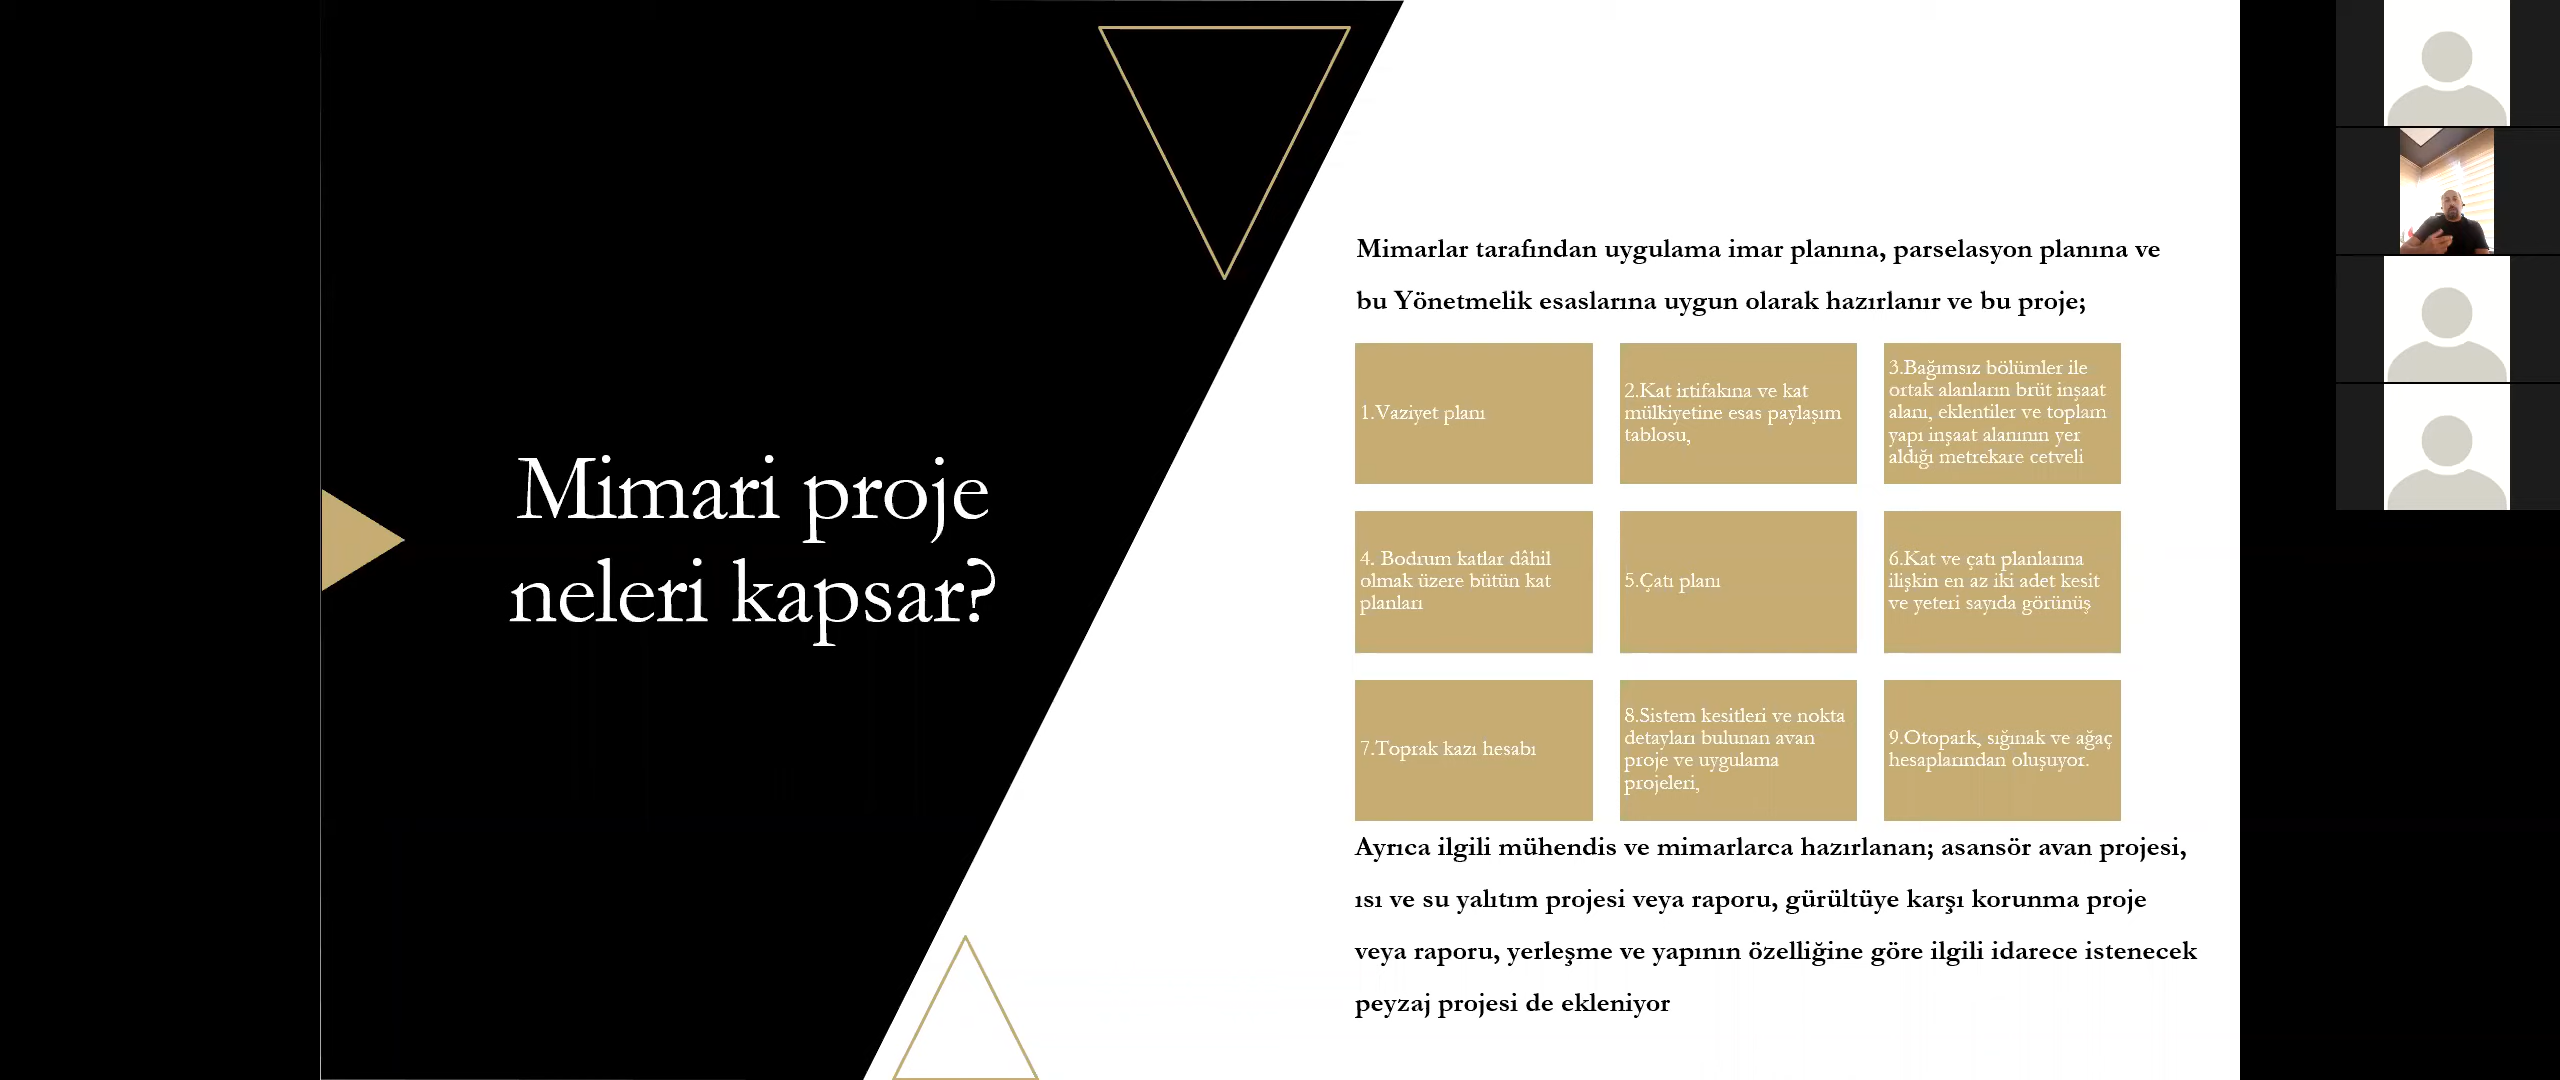 Mimari proje
neleri kapsar?
Mimarlar tarafından uygulama imar planına, parselasyon planına ve
bu Yönetmelik esaslarına uygun olarak hazırlanır ve bu proje;
1.Vaziyet planı
2.Kat irtifakına ve kat
mülkiyetine esas paylaşım
tablosu,
3.Bağımsız bölümler ile
ortak alanların brüt inşaat
alanı, eklentiler ve toplam
yapı inşaat alanının yer
aldığı metrekare cetveli
4. Bodrum katlar dâhil
olmak üzere bütün kat
planları
5.Çatı planı
6.Kat ve çatı planlarına
ilişkin en az iki adet kesit
ve yeteri sayıda görünüş
7.Toprak kazı hesabı
8.Sistem kesitleri ve nokta
detayları bulunan avan
proje ve uygulama
projeleri,
9.Otopark, sığınak ve ağaç
hesaplarından oluşuyor.
Ayrıca ilgili mühendis ve mimarlarca hazırlanan; asansör avan projesi,
ısı ve su yalıtım projesi veya raporu, gürültüye karşı korunma proje
veya raporu, yerleşme ve yapının özelliğine göre ilgili idarece istenecek
peyzaj projesi de ekleniyor